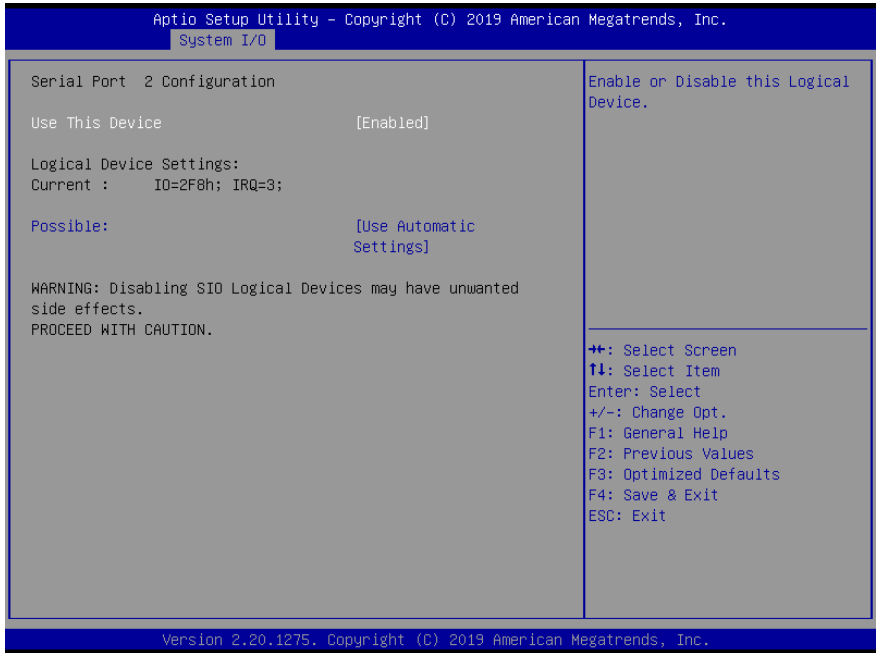 Aptio Setup Utility – Copyright (C) 2019 American Megatrends, Inc.
System I/O
Serial Port 2 Configuration
Use This Device [Enabled]
Logical Device Settings:
Current : IO=2F8h; IRQ=3;
Possible: [Use Automatic
Settings]
WARNING: Disabling SIO Logical Devices may have unwanted
side effects.
PROCEED WITH CAUTION.
Enable or Disable this Logical
Device.
→←: Select Screen
↑↓: Select Item
Enter: Select
+/-: Change Opt.
F1: General Help
F2: Previous Values
F3: Optimized Defaults
F4: Save & Exit
ESC: Exit
Version 2.20.1275. Copyright (C) 2019 American Megatrends, Inc.